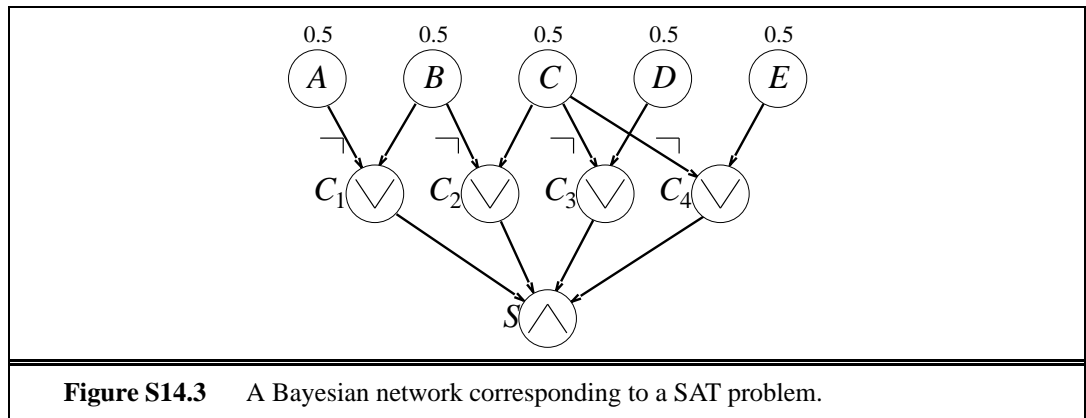 0.5 0.5 0.5 0.5 0.5
A B C D E
¬ ¬ ¬ ¬
C1 ∨ C2 ∨ C3 ∨ C4 ∨
S ∧
Figure S14.3 A Bayesian network corresponding to a SAT problem.